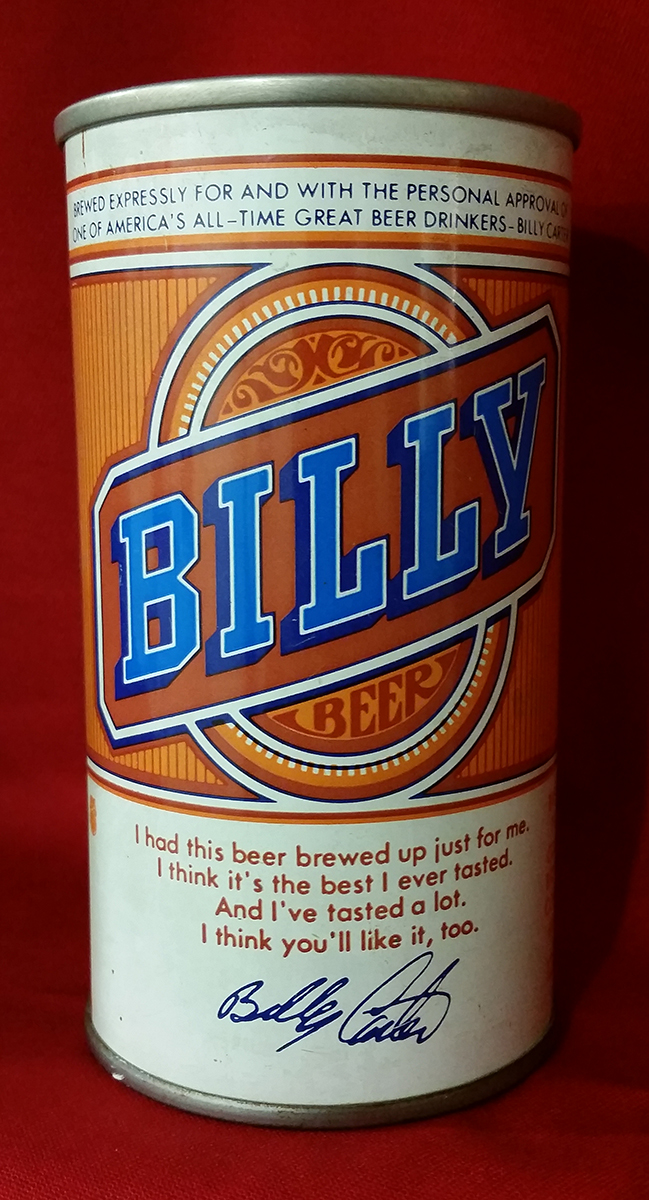 BREWED EXPRESSLY FOR AND WITH THE PERSONAL APPROVAL
ONE OF AMERICA'S ALL-TIME GREAT BEER DRINKERS-BILLY
BILLY
BEER
I had this beer brewed up just for me.
I think it's the best I ever tasted.
And I've tasted a lot.
I think you'll like it, too.
Billy Carter